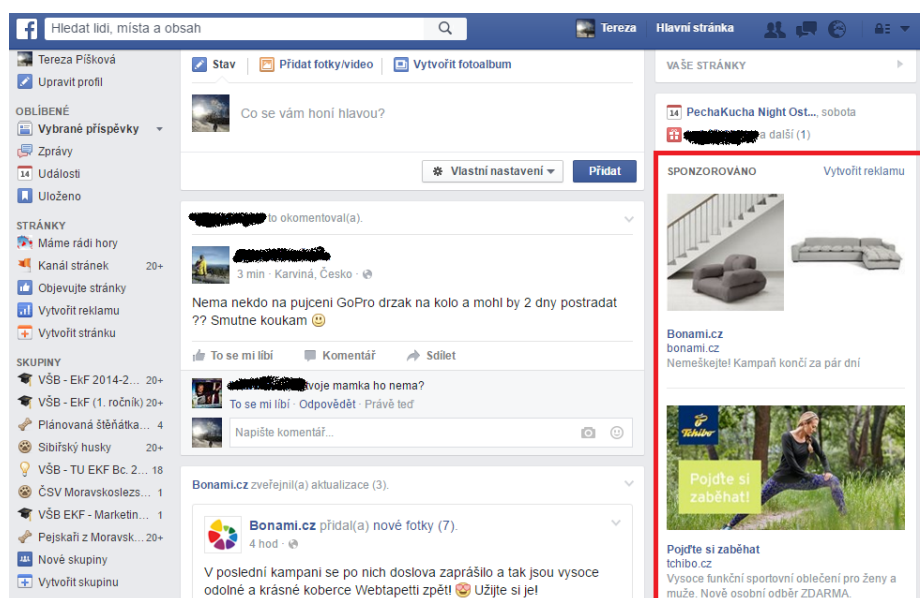 Hledat lidi, místa a obsah
Tereza
Hlavní stránka
Tereza Píšková
Upravit profil
OBLÍBENÉ
Vybrané příspěvky
Zprávy
14 Události
Uloženo
STRÁNKY
Máme rádi hory
Kanál stránek 20+
Objevujte stránky
Vytvořit reklamu
Vytvořit stránku
SKUPINY
VŠB - EkF 2014-2... 20+
VŠB - EkF (1. ročník) 20+
Plánovaná štěňátka... 4
Sibiřský husky 20+
VŠB - TU EKF Bc. 2... 18
ČSV Moravskoslezs... 1
VŠB EKF - Marketin... 1
Pejskaři z Moravsk... 20+
Nové skupiny
Vytvořit skupinu
Stav
Přidat fotky/video
Vytvořit fotoalbum
Co se vám honí hlavou?
Vlastní nastavení
Přidat
to okomentoval(a).
3 min · Karviná, Česko ·
Nema nekdo na pujceni GoPro drzak na kolo a mohl by 2 dny postradat
?? Smutne koukam 🙂
To se mi líbí
Komentář
Sdílet
tvoje mamka ho nema?
To se mi líbí · Odpovědět · Právě teď
Napište komentář...
Bonami.cz zveřejnil(a) aktualizace (3).
Bonami.cz přidal(a) nové fotky (7).
4 hod ·
V poslední kampani se po nich doslova zaprášilo a tak jsou vysoce
odolné a krásné koberce Webtapetti zpět! Užijte si je!
VAŠE STRÁNKY
14 PechaKucha Night Ost..., sobota
a další (1)
SPONZOROVÁNO
Vytvořit reklamu
Bonami.cz
bonami.cz
Nemeškejte! Kampaň končí za pár dní
Tchibo
Pojďte si
zaběhat!
Pojďte si zaběhat
tchibo.cz
Vysoce funkční sportovní oblečení pro ženy a
muže. Nově osobní odběr ZDARMA.